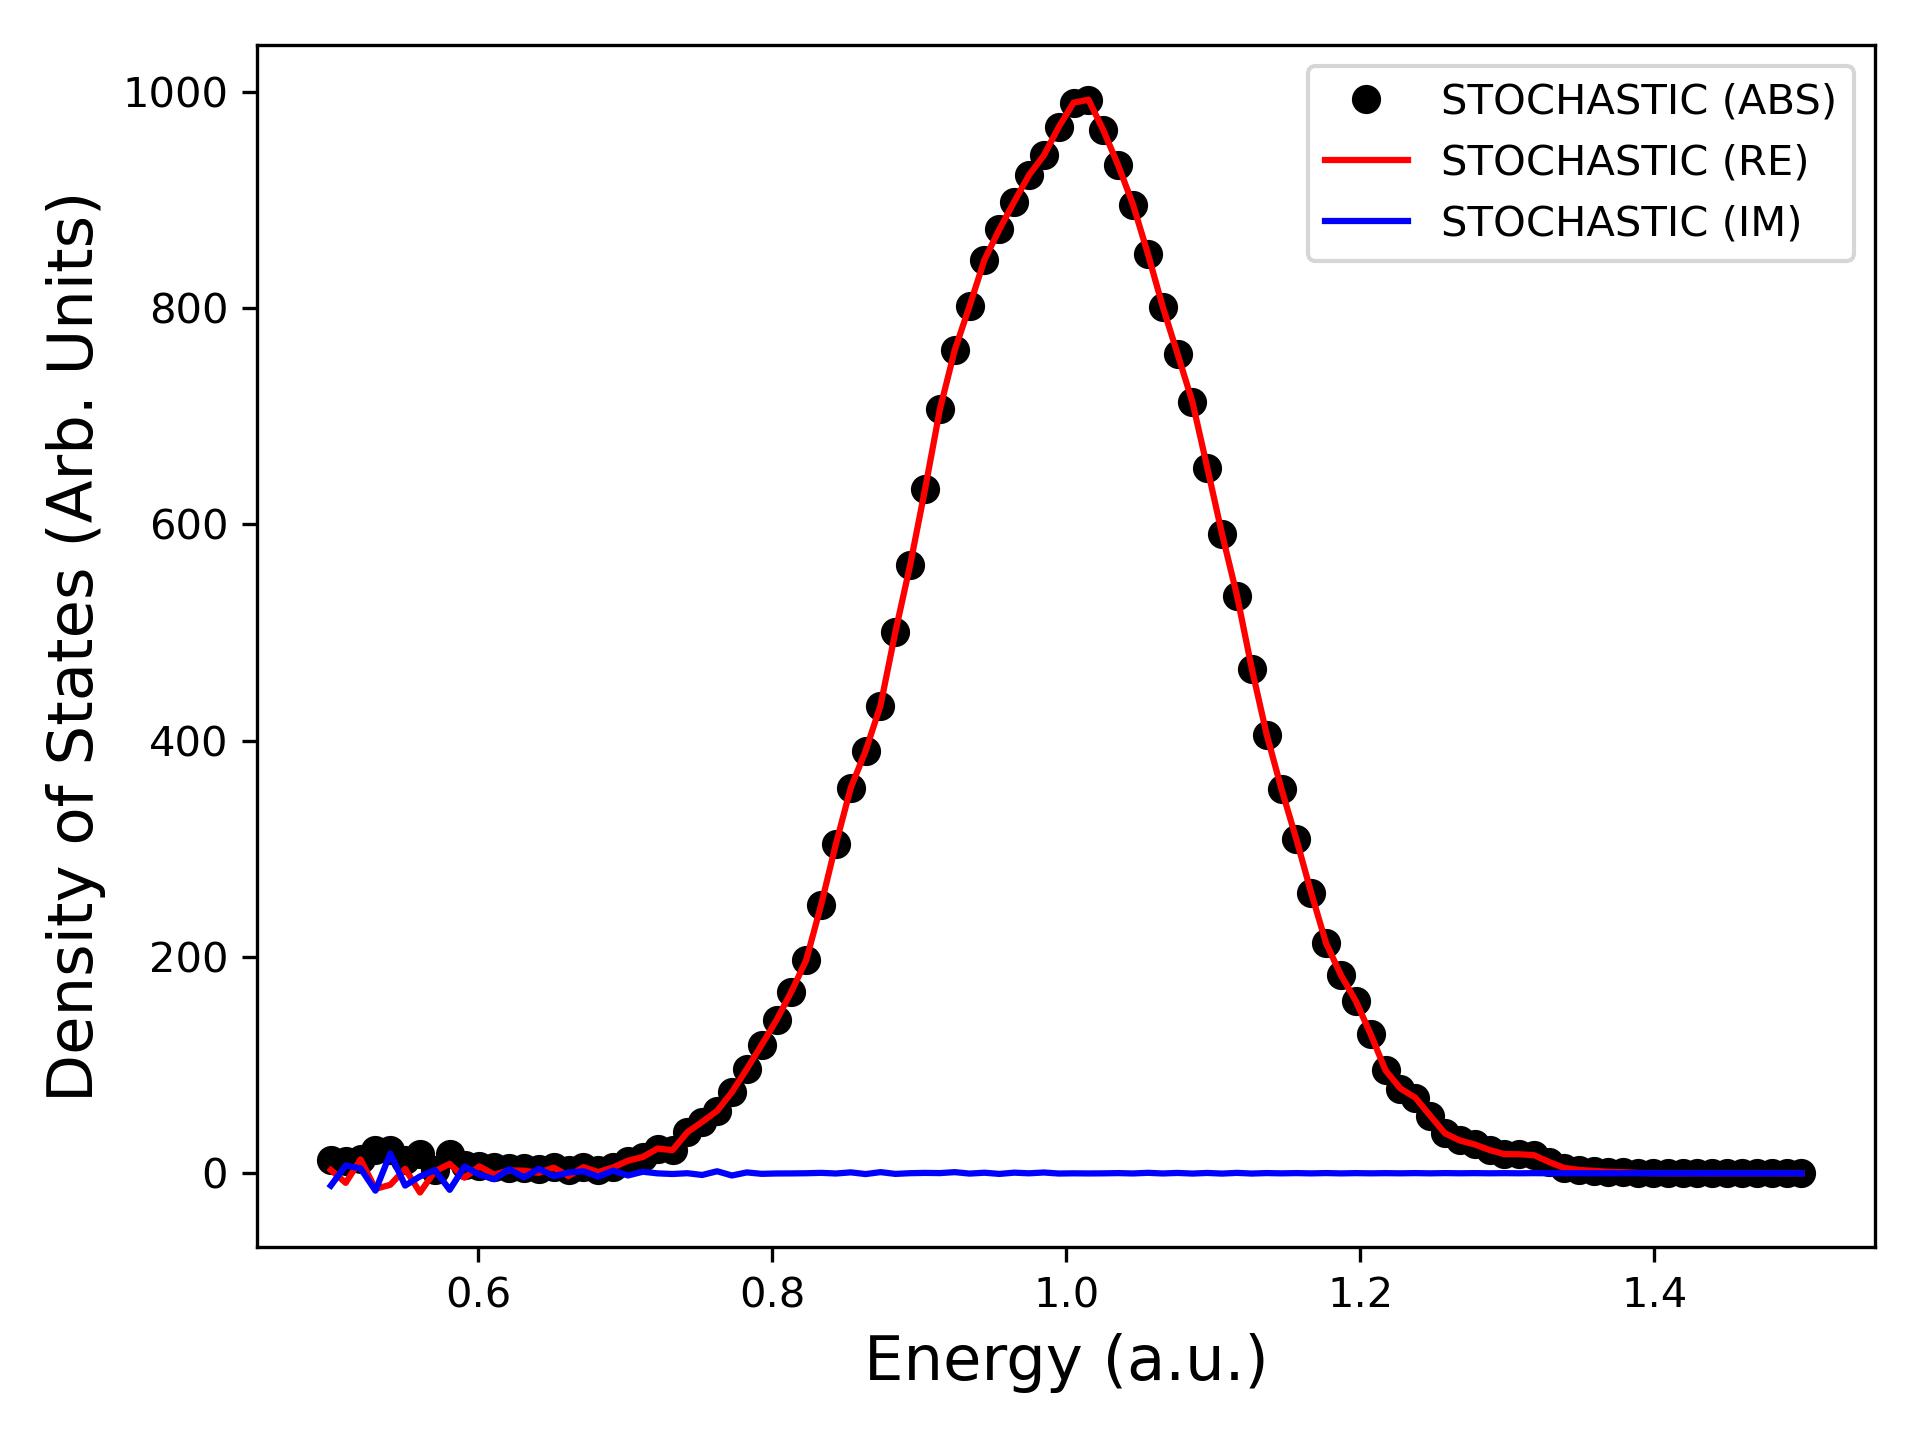 STOCHASTIC (ABS)
STOCHASTIC (RE)
STOCHASTIC (IM)
Density of States (Arb. Units)
1000
800
600
400
200
0
0.6 0.8 1.0 1.2 1.4
Energy (a.u.)